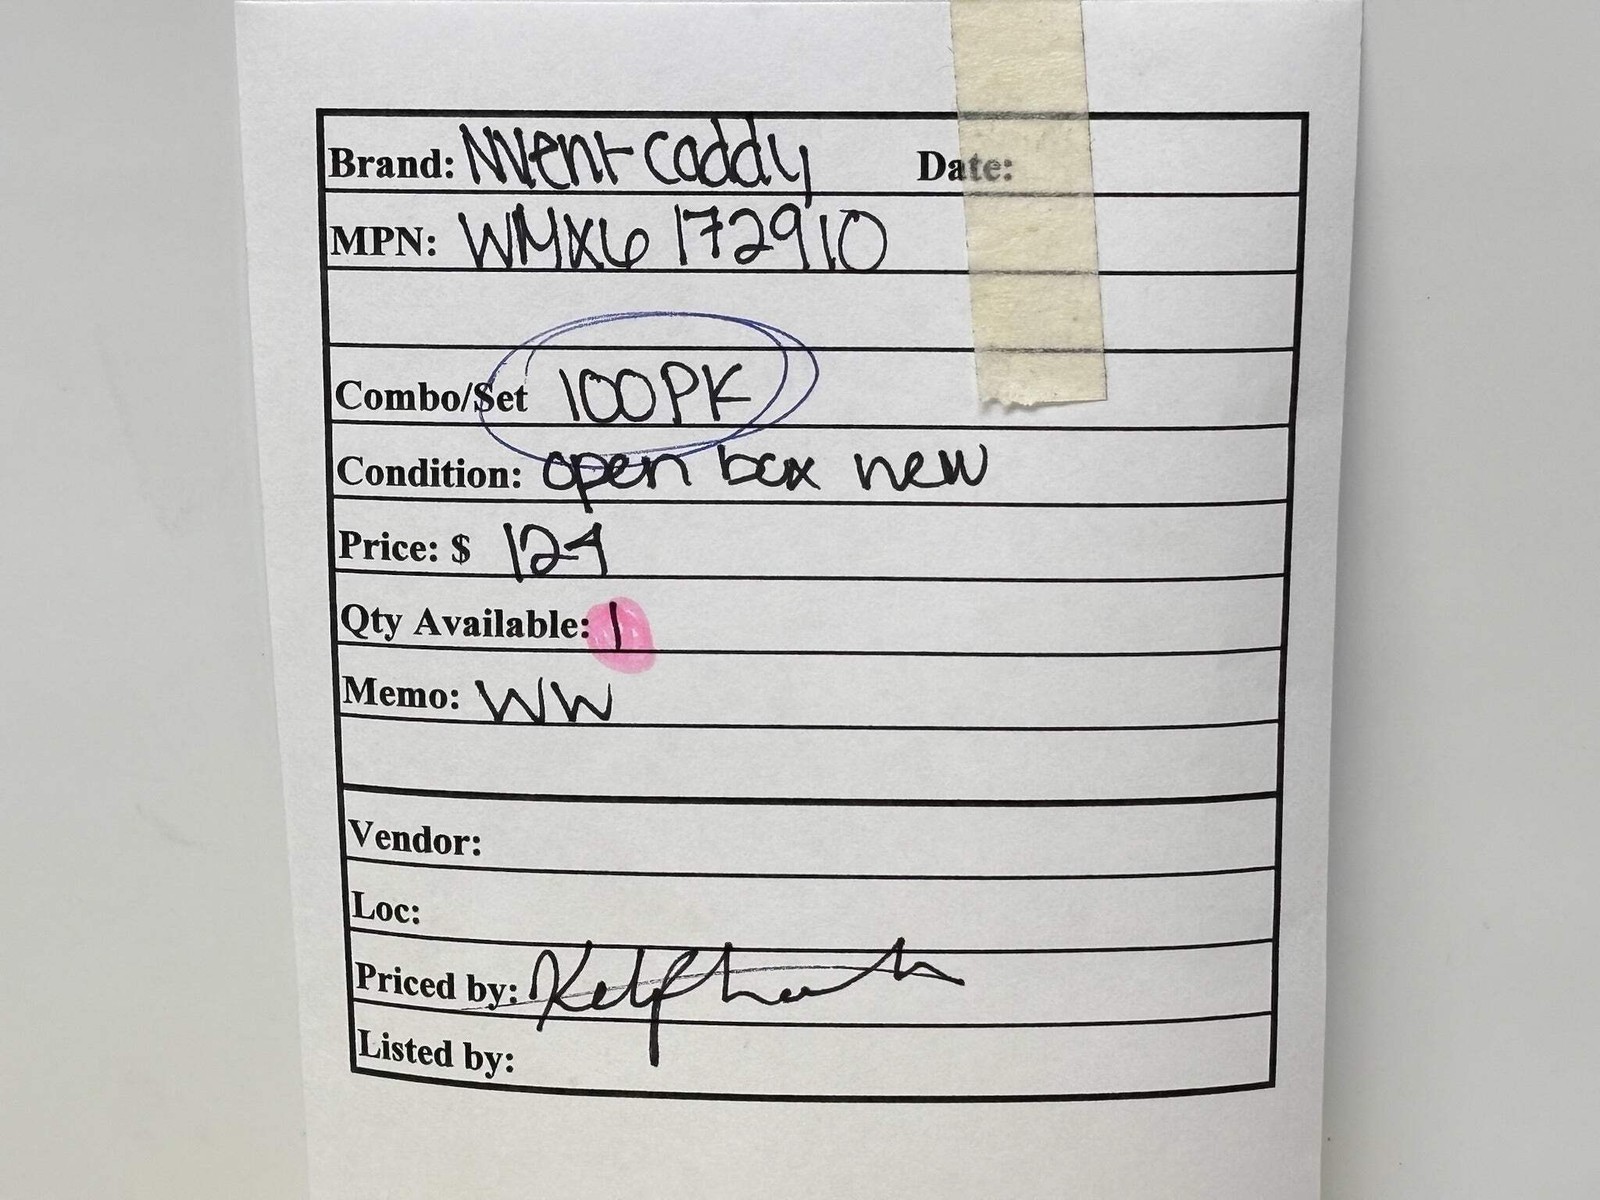 Brand: NVent Caddy Date:
MPN: WMX6 172910
Combo/Set 100PK
Condition: open box new
Price: $ 124
Qty Available: 1
Memo: WW
Vendor:
Loc:
Priced by:
Listed by: